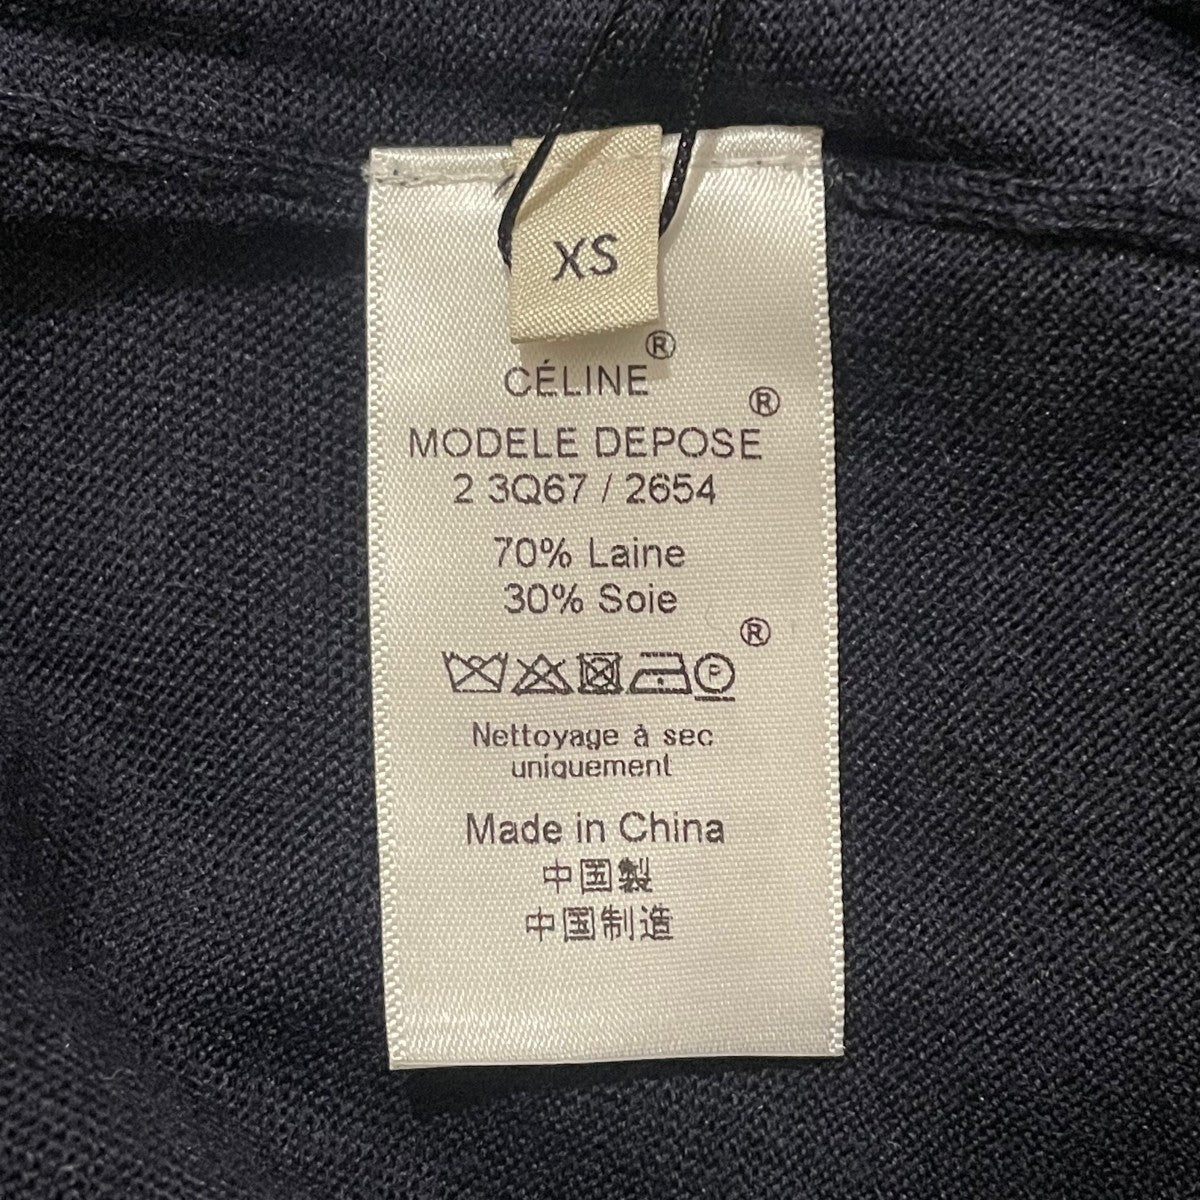 XS
CÉLINE®
MODELE DEPOSE®
2 3Q67 / 2654
70% Laine
30% Soie
®
P
Nettoyage à sec
uniquement
Made in China
中国製
中国制造